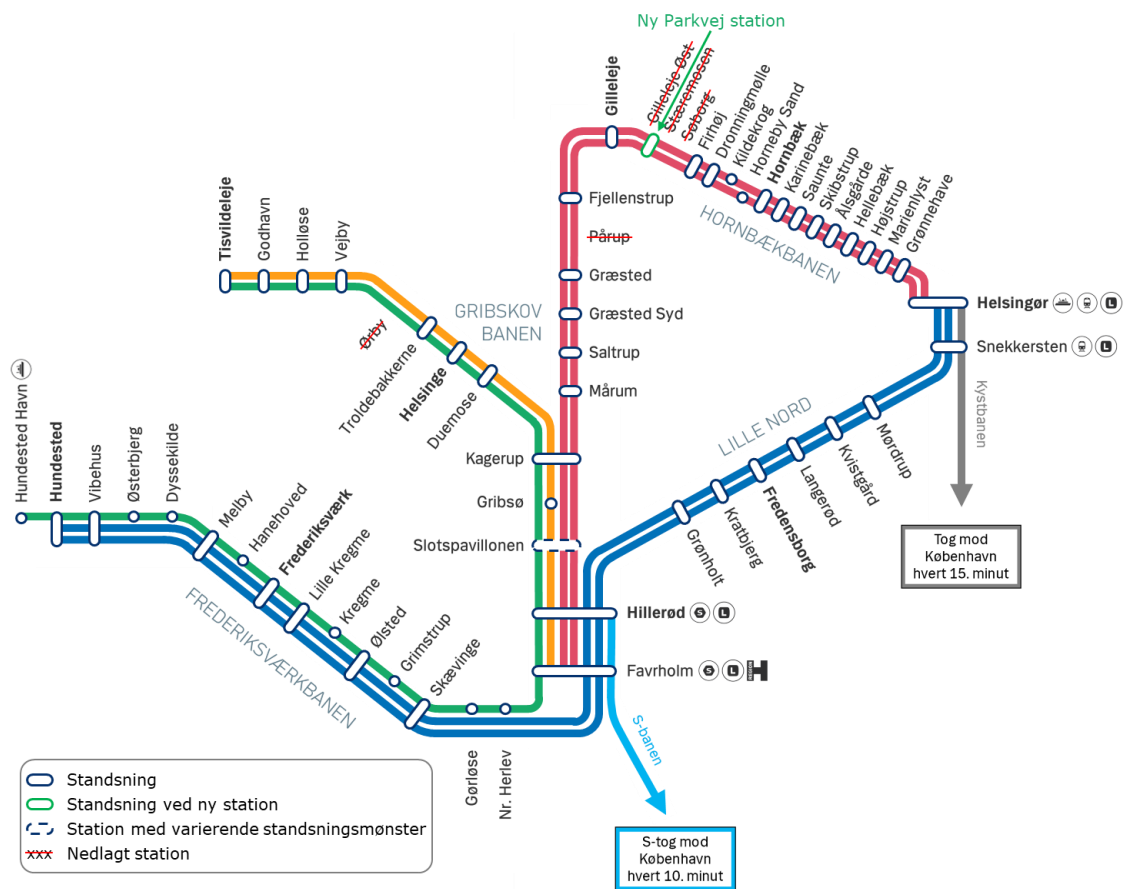 Ny Parkvej station
Gilleleje
Gilleleje Øst
Stæremosen
Søborg
Firhøj
Dronningmølle
Kildekrog
Horneby Sand
Hornbæk
Karinebæk
Saunte
Skibstrup
Ålsgårde
Hellebæk
Højstrup
Marienlyst
Grønnehave
HORNBÆKBANEN
Fjellenstrup
Pårup
Græsted
Græsted Syd
Saltrup
Mårum
Tisvildeleje
Godhavn
Holløse
Vejby
Ørby
Troldebakkerne
Helsinge
Duemose
GRIBSKOV
BANEN
Kagerup
Gribsø
Slotspavillonen
Hillerød
S
L
Favrholm
S
L
REGION
H
Helsingør
L
Snekkersten
L
Kystbanen
LILLE NORD
Mørdrup
Kvistgård
Langerød
Fredensborg
Kratbjerg
Grønholt
Tog mod
København
hvert 15. minut
Hundested Havn
Hundested
Vibehus
Østerbjerg
Dyssekilde
Melby
Hanehoved
Frederiksværk
Lille Kregme
Kregme
Ølsted
Grimstrup
Skævinge
Gørløse
Nr. Herlev
FREDERIKSVÆRKBANEN
S-banen
S-tog mod
København
hvert 10. minut
Standsning
Standsning ved ny station
Station med varierende standsningsmønster
xxx Nedlagt station